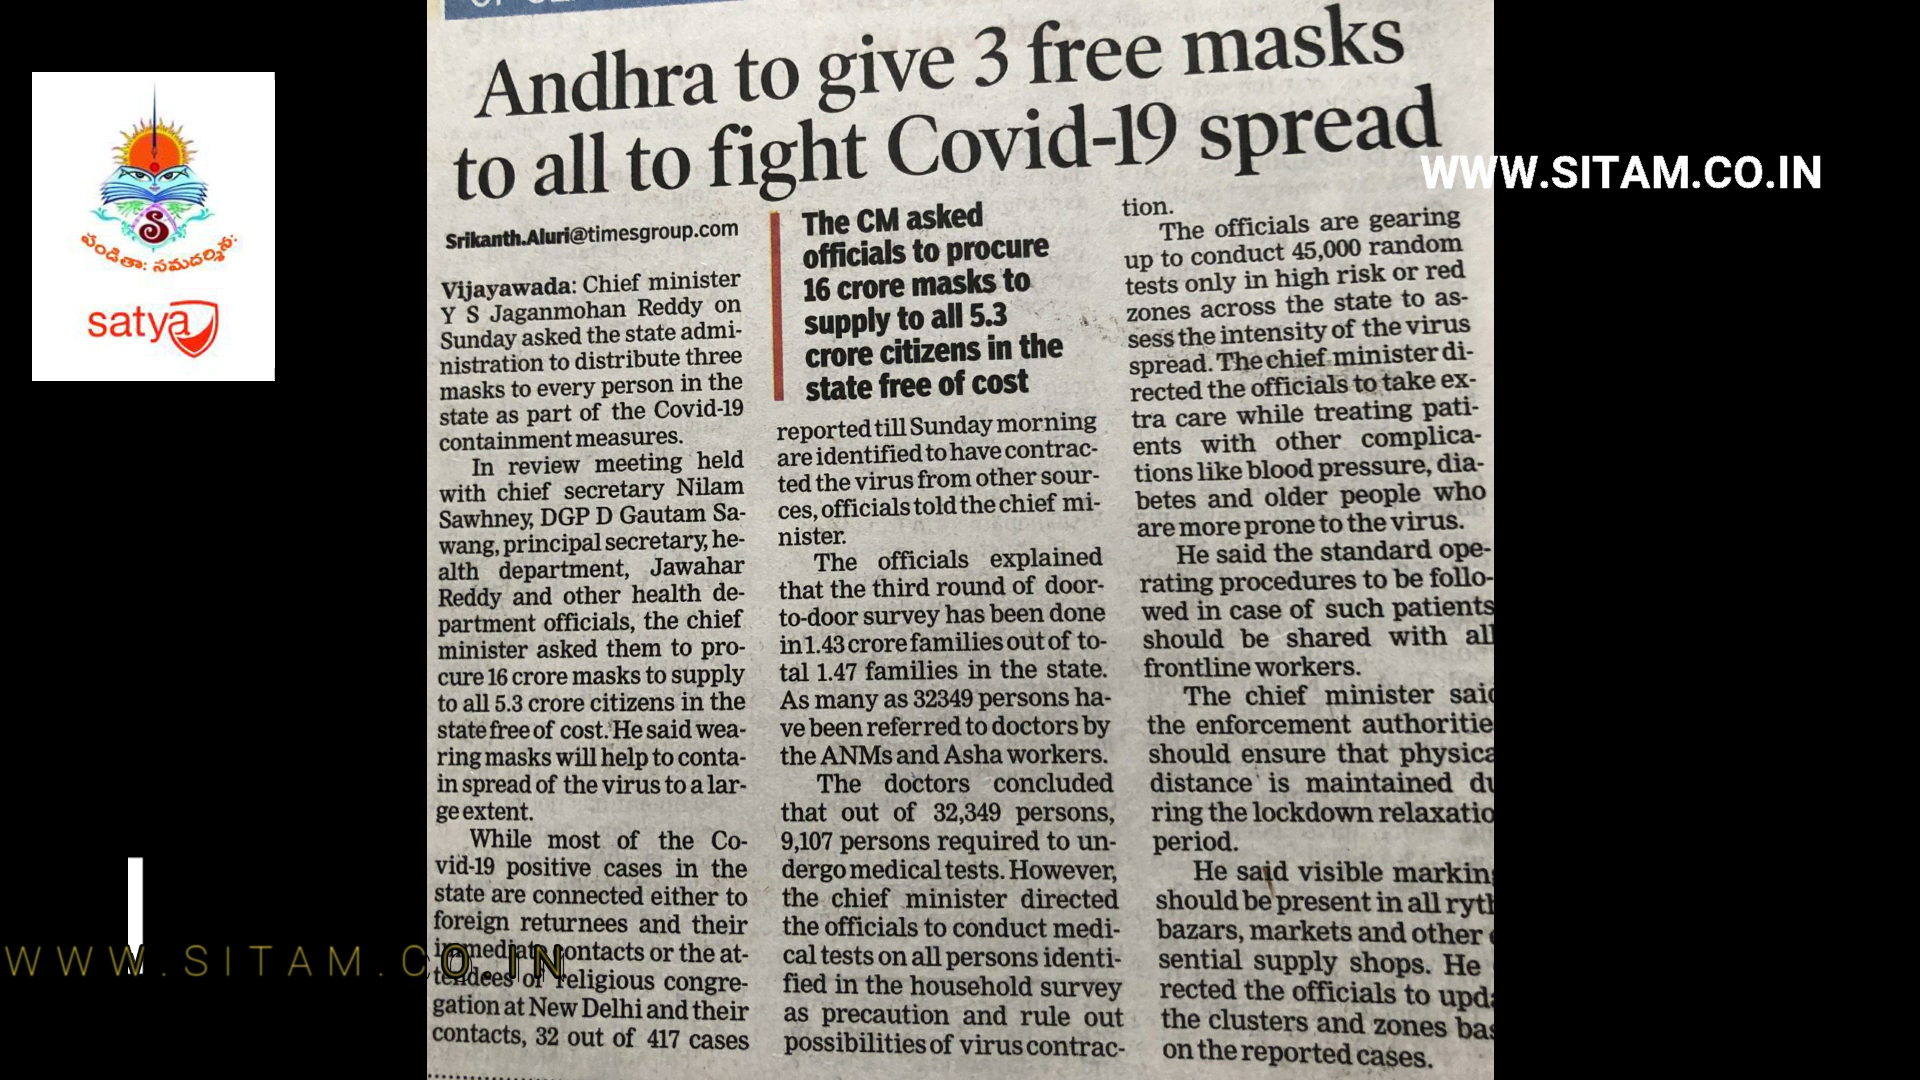 పండితాః సమదర్శినః
satya
WWW.SITAM.CO.IN
WWW.SITAM.CO.IN
Andhra to give 3 free masks
to all to fight Covid-19 spread
Srikanth.Aluri@timesgroup.com
Vijayawada: Chief minister
Y S Jaganmohan Reddy on
Sunday asked the state admi-
nistration to distribute three
masks to every person in the
state as part of the Covid-19
containment measures.
In review meeting held
with chief secretary Nilam
Sawhney, DGP D Gautam Sa-
wang, principal secretary, he-
alth department, Jawahar
Reddy and other health de-
partment officials, the chief
minister asked them to pro-
cure 16 crore masks to supply
to all 5.3 crore citizens in the
state free of cost. He said wea-
ring masks will help to conta-
in spread of the virus to a lar-
ge extent.
While most of the Co-
vid-19 positive cases in the
state are connected either to
foreign returnees and their
immediate contacts or the at-
tendees of religious congre-
gation at New Delhi and their
contacts, 32 out of 417 cases
The CM asked
officials to procure
16 crore masks to
supply to all 5.3
crore citizens in the
state free of cost
reported till Sunday morning
are identified to have contrac-
ted the virus from other sour-
ces, officials told the chief mi-
nister.
The officials explained
that the third round of door-
to-door survey has been done
in 1.43 crore families out of to-
tal 1.47 families in the state.
As many as 32349 persons ha-
ve been referred to doctors by
the ANMs and Asha workers.
The doctors concluded
that out of 32,349 persons,
9,107 persons required to un-
dergo medical tests. However,
the chief minister directed
the officials to conduct medi-
cal tests on all persons identi-
fied in the household survey
as precaution and rule out
possibilities of virus contrac-
tion.
The officials are gearing
up to conduct 45,000 random
tests only in high risk or red
zones across the state to as-
sess the intensity of the virus
spread. The chief minister di-
rected the officials to take ex-
tra care while treating pati-
ents with other complica-
tions like blood pressure, dia-
betes and older people who
are more prone to the virus.
He said the standard ope-
rating procedures to be follo-
wed in case of such patients
should be shared with all
frontline workers.
The chief minister said
the enforcement authoritie
should ensure that physica
distance is maintained du
ring the lockdown relaxatio
period.
He said visible marking
should be present in all ryth
bazars, markets and other
sential supply shops. He
rected the officials to upda
the clusters and zones bas
on the reported cases.